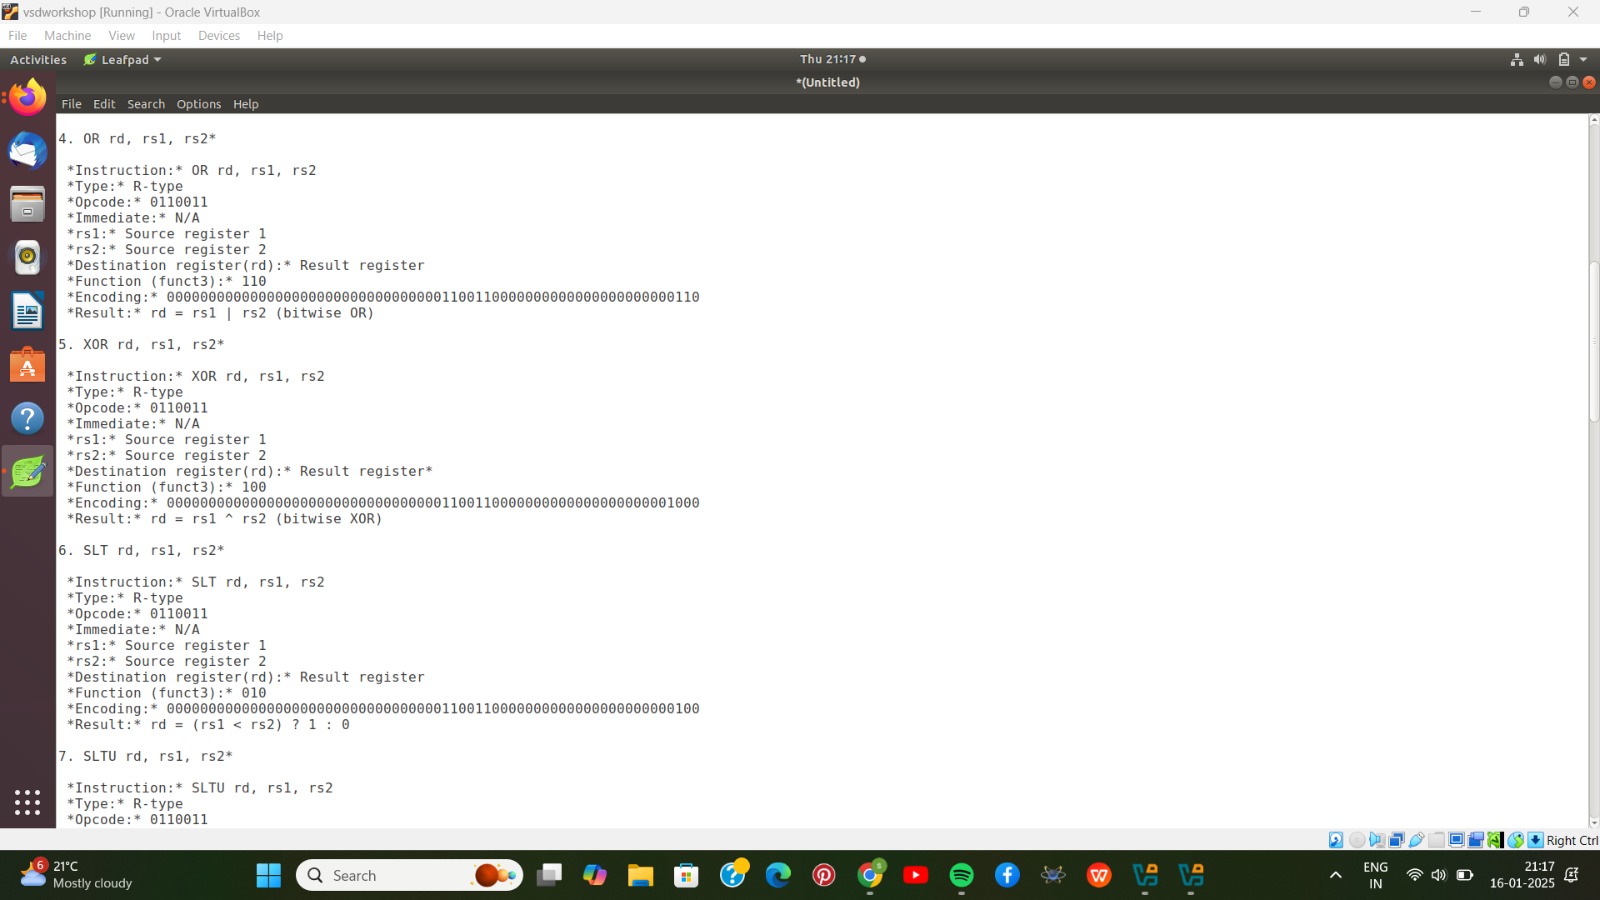 vsdworkshop [Running] - Oracle VirtualBox
File Machine View Input Devices Help
Activities Leafpad Thu 21:17
*(Untitled)
File Edit Search Options Help
4. OR rd, rs1, rs2*
*Instruction:* OR rd, rs1, rs2
*Type:* R-type
*Opcode:* 0110011
*Immediate:* N/A
*rs1:* Source register 1
*rs2:* Source register 2
*Destination register(rd):* Result register
*Function (funct3):* 110
*Encoding:*
*Result:* rd = rs1 | rs2 (bitwise OR)
5. XOR rd, rs1, rs2*
*Instruction:* XOR rd, rs1, rs2
*Type:* R-type
*Opcode:* 0110011
*Immediate:* N/A
*rs1:* Source register 1
*rs2:* Source register 2
*Destination register(rd):* Result register*
*Function (funct3):* 100
*Encoding:*
*Result:* rd = rs1 ^ rs2 (bitwise XOR)
6. SLT rd, rs1, rs2*
*Instruction:* SLT rd, rs1, rs2
*Type:* R-type
*Opcode:* 0110011
*Immediate:* N/A
*rs1:* Source register 1
*rs2:* Source register 2
*Destination register(rd):* Result register
*Function (funct3):* 010
*Encoding:*
*Result:* rd = (rs1 < rs2) ? 1 : 0
7. SLTU rd, rs1, rs2*
*Instruction:* SLTU rd, rs1, rs2
*Type:* R-type
*Opcode:* 0110011
Right Ctrl
6
21°C
Mostly cloudy
Search
ENG
IN
21:17
16-01-2025